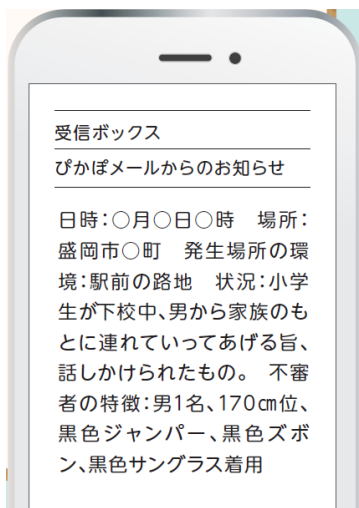 受信ボックス
ぴかぽメールからのお知らせ
日時：○月○日○時　場所：
盛岡市○町　発生場所の環
境：駅前の路地　状況：小学
生が下校中、男から家族のも
とに連れていってあげる旨、
話しかけられたもの。　不審
者の特徴：男1名、170㎝位、
黒色ジャンパー、黒色ズボ
ン、黒色サングラス着用